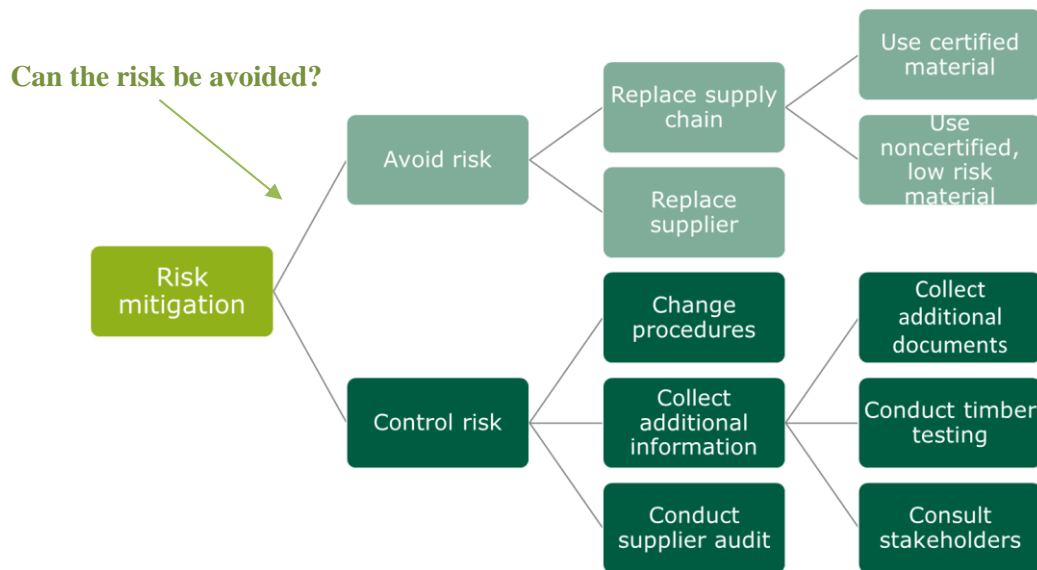 Can the risk be avoided?
Risk
mitigation
Avoid risk
Replace supply
chain
Use certified
material
Use
noncertified,
low risk
material
Replace
supplier
Control risk
Change
procedures
Collect
additional
information
Collect
additional
documents
Conduct timber
testing
Consult
stakeholders
Conduct
supplier audit